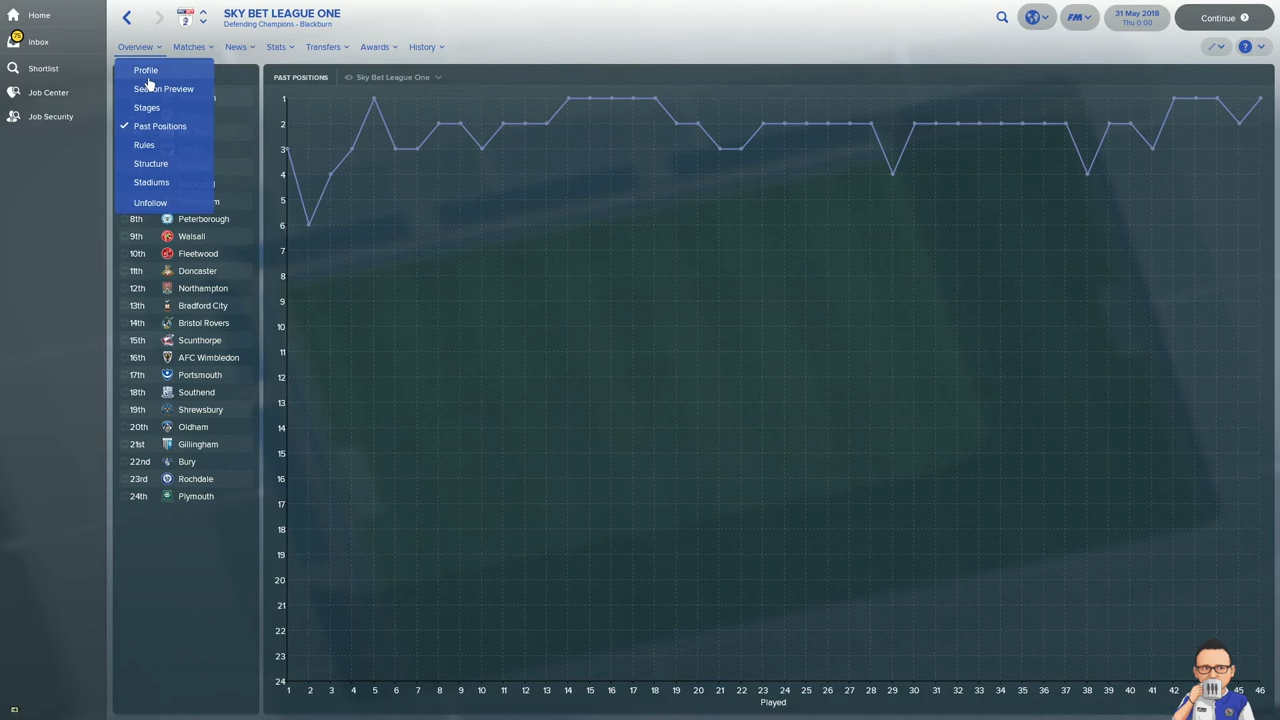 Home
75
Inbox
Shortlist
Job Center
Job Security
SKY BET LEAGUE ONE
Defending Champions - Blackburn
FM
31 May 2018
Thu 0:00
Continue
Overview
Matches
News
Stats
Transfers
Awards
History
?
Profile
Season Preview
Stages
Past Positions
Rules
Structure
Stadiums
Unfollow
8th Peterborough
9th Walsall
10th Fleetwood
11th Doncaster
12th Northampton
13th Bradford City
14th Bristol Rovers
15th Scunthorpe
16th AFC Wimbledon
17th Portsmouth
18th Southend
19th Shrewsbury
20th Oldham
21st Gillingham
22nd Bury
23rd Rochdale
24th Plymouth
PAST POSITIONS
Sky Bet League One
1
2
3
4
5
6
7
8
9
10
11
12
13
14
15
16
17
18
19
20
21
22
23
24
1 2 3 4 5 6 7 8 9 10 11 12 13 14 15 16 17 18 19 20 21 22 23 24 25 26 27 28 29 30 31 32 33 34 35 36 37 38 39 40 41 42 45 46
Played